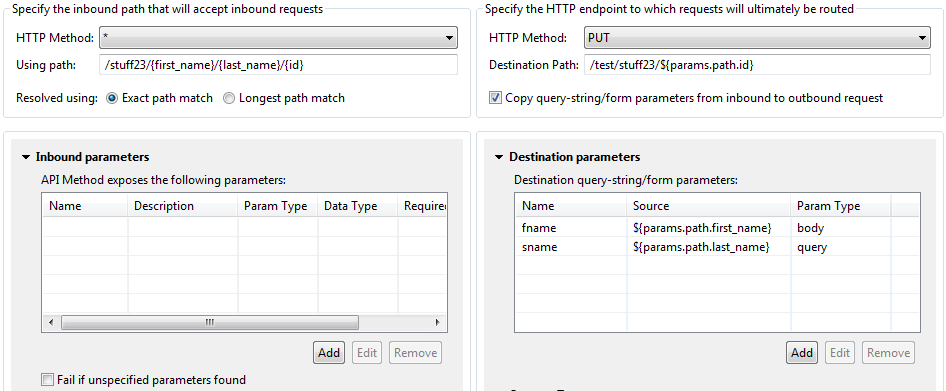 Specify the inbound path that will accept inbound requests
HTTP Method: *
Using path: /stuff23/{first_name}/{last_name}/{id}
Resolved using: Exact path match Longest path match
Inbound parameters
API Method exposes the following parameters:
Name Description Param Type Data Type Required
Add Edit Remove
Fail if unspecified parameters found
Specify the HTTP endpoint to which requests will ultimately be routed
HTTP Method: PUT
Destination Path: /test/stuff23/${params.path.id}
Copy query-string/form parameters from inbound to outbound request
Destination parameters
Destination query-string/form parameters:
Name Source Param Type
fname ${params.path.first_name} body
sname ${params.path.last_name} query
Add Edit Remove